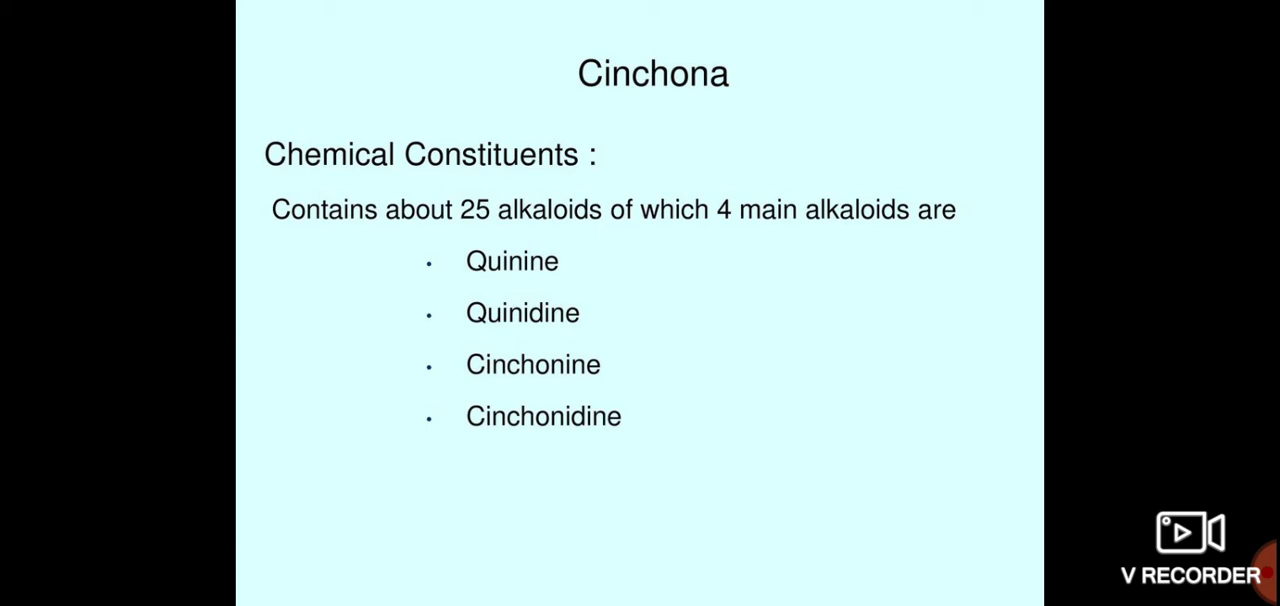 Cinchona
Chemical Constituents :
Contains about 25 alkaloids of which 4 main alkaloids are
• Quinine
• Quinidine
• Cinchonine
• Cinchonidine
V RECORDER